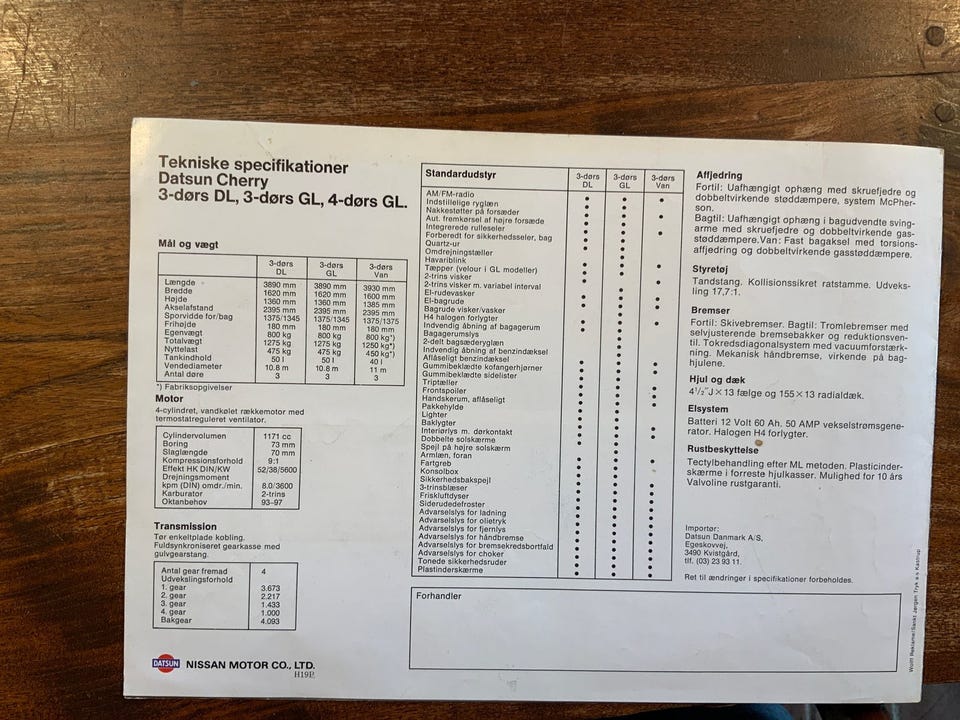 Tekniske specifikationer
Datsun Cherry
3-dørs DL, 3-dørs GL, 4-dørs GL.
Mål og vægt
3-dørs DL 3-dørs GL 3-dørs Van
Længde 3890 mm 3890 mm 3930 mm
Bredde 1620 mm 1620 mm 1600 mm
Højde 1360 mm 1360 mm 1385 mm
Akselafstand 2395 mm 2395 mm 2395 mm
Sporvidde for/bag 1375/1345 1375/1345 1375/1375
Frihøjde 180 mm 180 mm 180 mm
Egenvægt 800 kg 800 kg 800 kg*)
Totalvægt 1275 kg 1275 kg 1250 kg*)
Nyttelast 475 kg 475 kg 450 kg*)
Tankindhold 50 l 50 l 40 l
Vendediameter 10.8 m 10.8 m 11 m
Antal døre 3 3 3
*) Fabriksopgivelser
Motor
4-cylindret, vandkølet rækkemotor med
termostatreguleret ventilator.
Cylindervolumen 1171 cc
Boring 73 mm
Slaglængde 70 mm
Kompressionsforhold 9:1
Effekt HK DIN/KW 52/38/5600
Drejningsmoment
kpm (DIN) omdr./min. 8.0/3600
Karburator 2-trins
Oktanbehov 93-97
Transmission
Tør enkeltplade kobling.
Fuldsynkroniseret gearkasse med
gulvgearstang.
Antal gear fremad 4
Udvekslingsforhold
1. gear 3.673
2. gear 2.217
3. gear 1.433
4. gear 1.000
Bakgear 4.093
DATSUN NISSAN MOTOR CO., LTD.
H19E
Standardudstyr 3-dørs DL 3-dørs GL 3-dørs Van
AM/FM-radio
Indstillelige ryglæn
Nakkestøtter på forsæder
Aut. fremkørsel af højre forsæde
Integrerede rulleseler
Forberedt for sikkerhedsseler, bag
Quartz-ur
Omdrejningstæller
Havariblink
Tæpper (velour i GL modeller)
2-trins visker
2-trins visker m. variabel interval
El-rudevasker
El-bagrude
Bagrude visker/vasker
H4 halogen forlygter
Indvendig åbning af bagagerum
Bagagerumslys
2-delt bagsæderyglæn
Indvendig åbning af benzindæksel
Aflåseligt benzindæksel
Gummibeklædte kofangerhjørner
Gummibeklædte sidelister
Triptæller
Frontspoiler
Handskerum, aflåseligt
Pakkehylde
Lighter
Baklygter
Interiørlys m. dørkontakt
Dobbelte solskærme
Spejl på højre solskærm
Armlæn, foran
Fartgreb
Konsolbox
Sikkerhedsbakspejl
3-trinsblæser
Friskluftdyser
Siderudedefroster
Advarselslys for ladning
Advarselslys for olietryk
Advarselslys for fjernlys
Advarselslys for håndbremse
Advarselslys for bremsekredsbortfald
Advarselslys for choker
Tonede sikkerhedsruder
Plastinderskærme
Forhandler
Affjedring
Fortil: Uafhængigt ophæng med skruefjedre og
dobbeltvirkende støddæmpere, system McPher-
son.
Bagtil: Uafhængigt ophæng i bagudvendte sving-
arme med skruefjedre og dobbeltvirkende gas-
støddæmpere. Van: Fast bagaksel med torsions-
affjedring og dobbeltvirkende gasstøddæmpere.
Styretøj
Tandstang. Kollisionssikret ratstamme. Udveks-
ling 17,7:1.
Bremser
Fortil: Skivebremser. Bagtil: Tromlebremser med
selvjusterende bremsebakker og reduktionsven-
til. Tokredsdiagonalsystem med vacuumforstærk-
ning. Mekanisk håndbremse, virkende på bag-
hjulene.
Hjul og dæk
4½"J×13 fælge og 155×13 radialdæk.
Elsystem
Batteri 12 Volt 60 Ah. 50 AMP vekselstrømsgene-
rator. Halogen H4 forlygter.
Rustbeskyttelse
Tectylbehandling efter ML metoden. Plasticinder-
skærme i forreste hjulkasser. Mulighed for 10 års
Valvoline rustgaranti.
Importør:
Datsun Danmark A/S,
Egeskovvej,
3490 Kvistgård,
tlf. (03) 23 93 11.
Ret til ændringer i specifikationer forbeholdes.